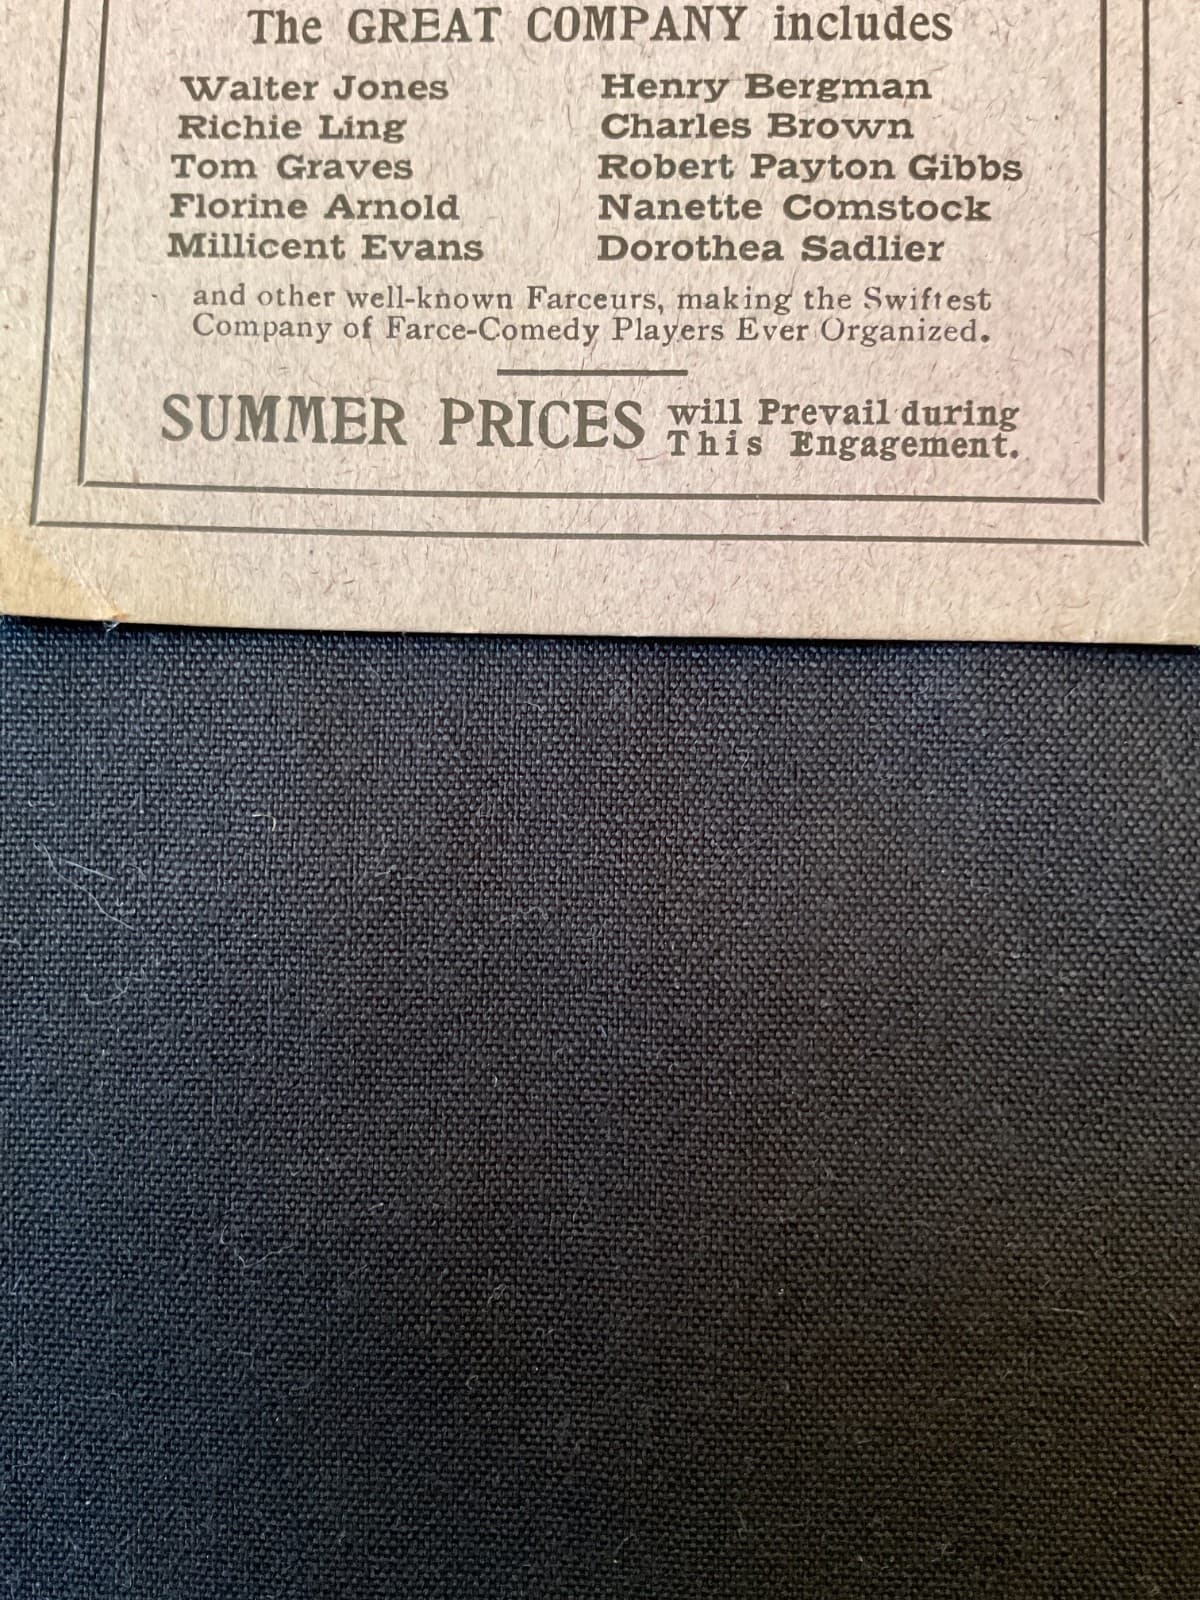 The GREAT COMPANY includes
Walter Jones
Richie Ling
Tom Graves
Florine Arnold
Millicent Evans
Henry Bergman
Charles Brown
Robert Payton Gibbs
Nanette Comstock
Dorothea Sadlier
and other well-known Farceurs, making the Swiftest
Company of Farce-Comedy Players Ever Organized.
SUMMER PRICES will Prevail during
This Engagement.